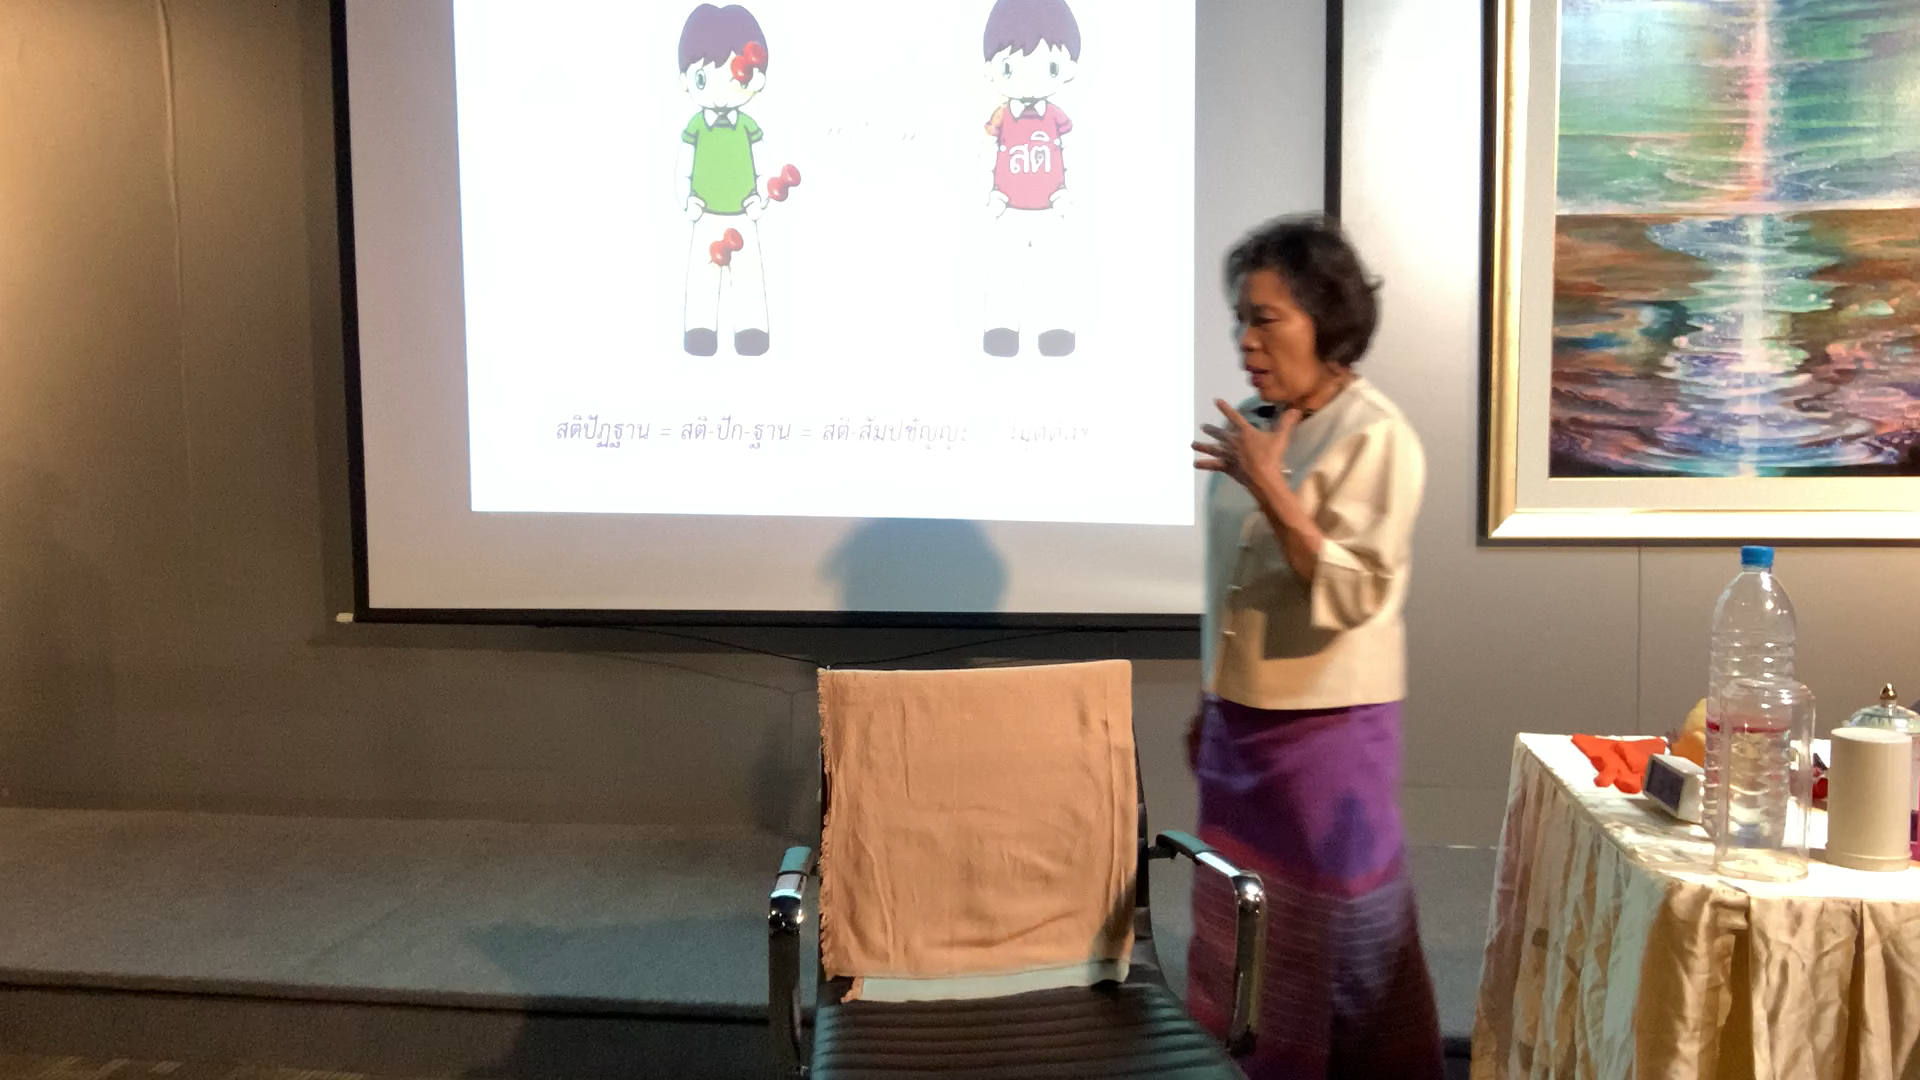 สติ
สติปัฏฐาน = สติ-ปัก-ฐาน = สติ-สัมปชัญญะ